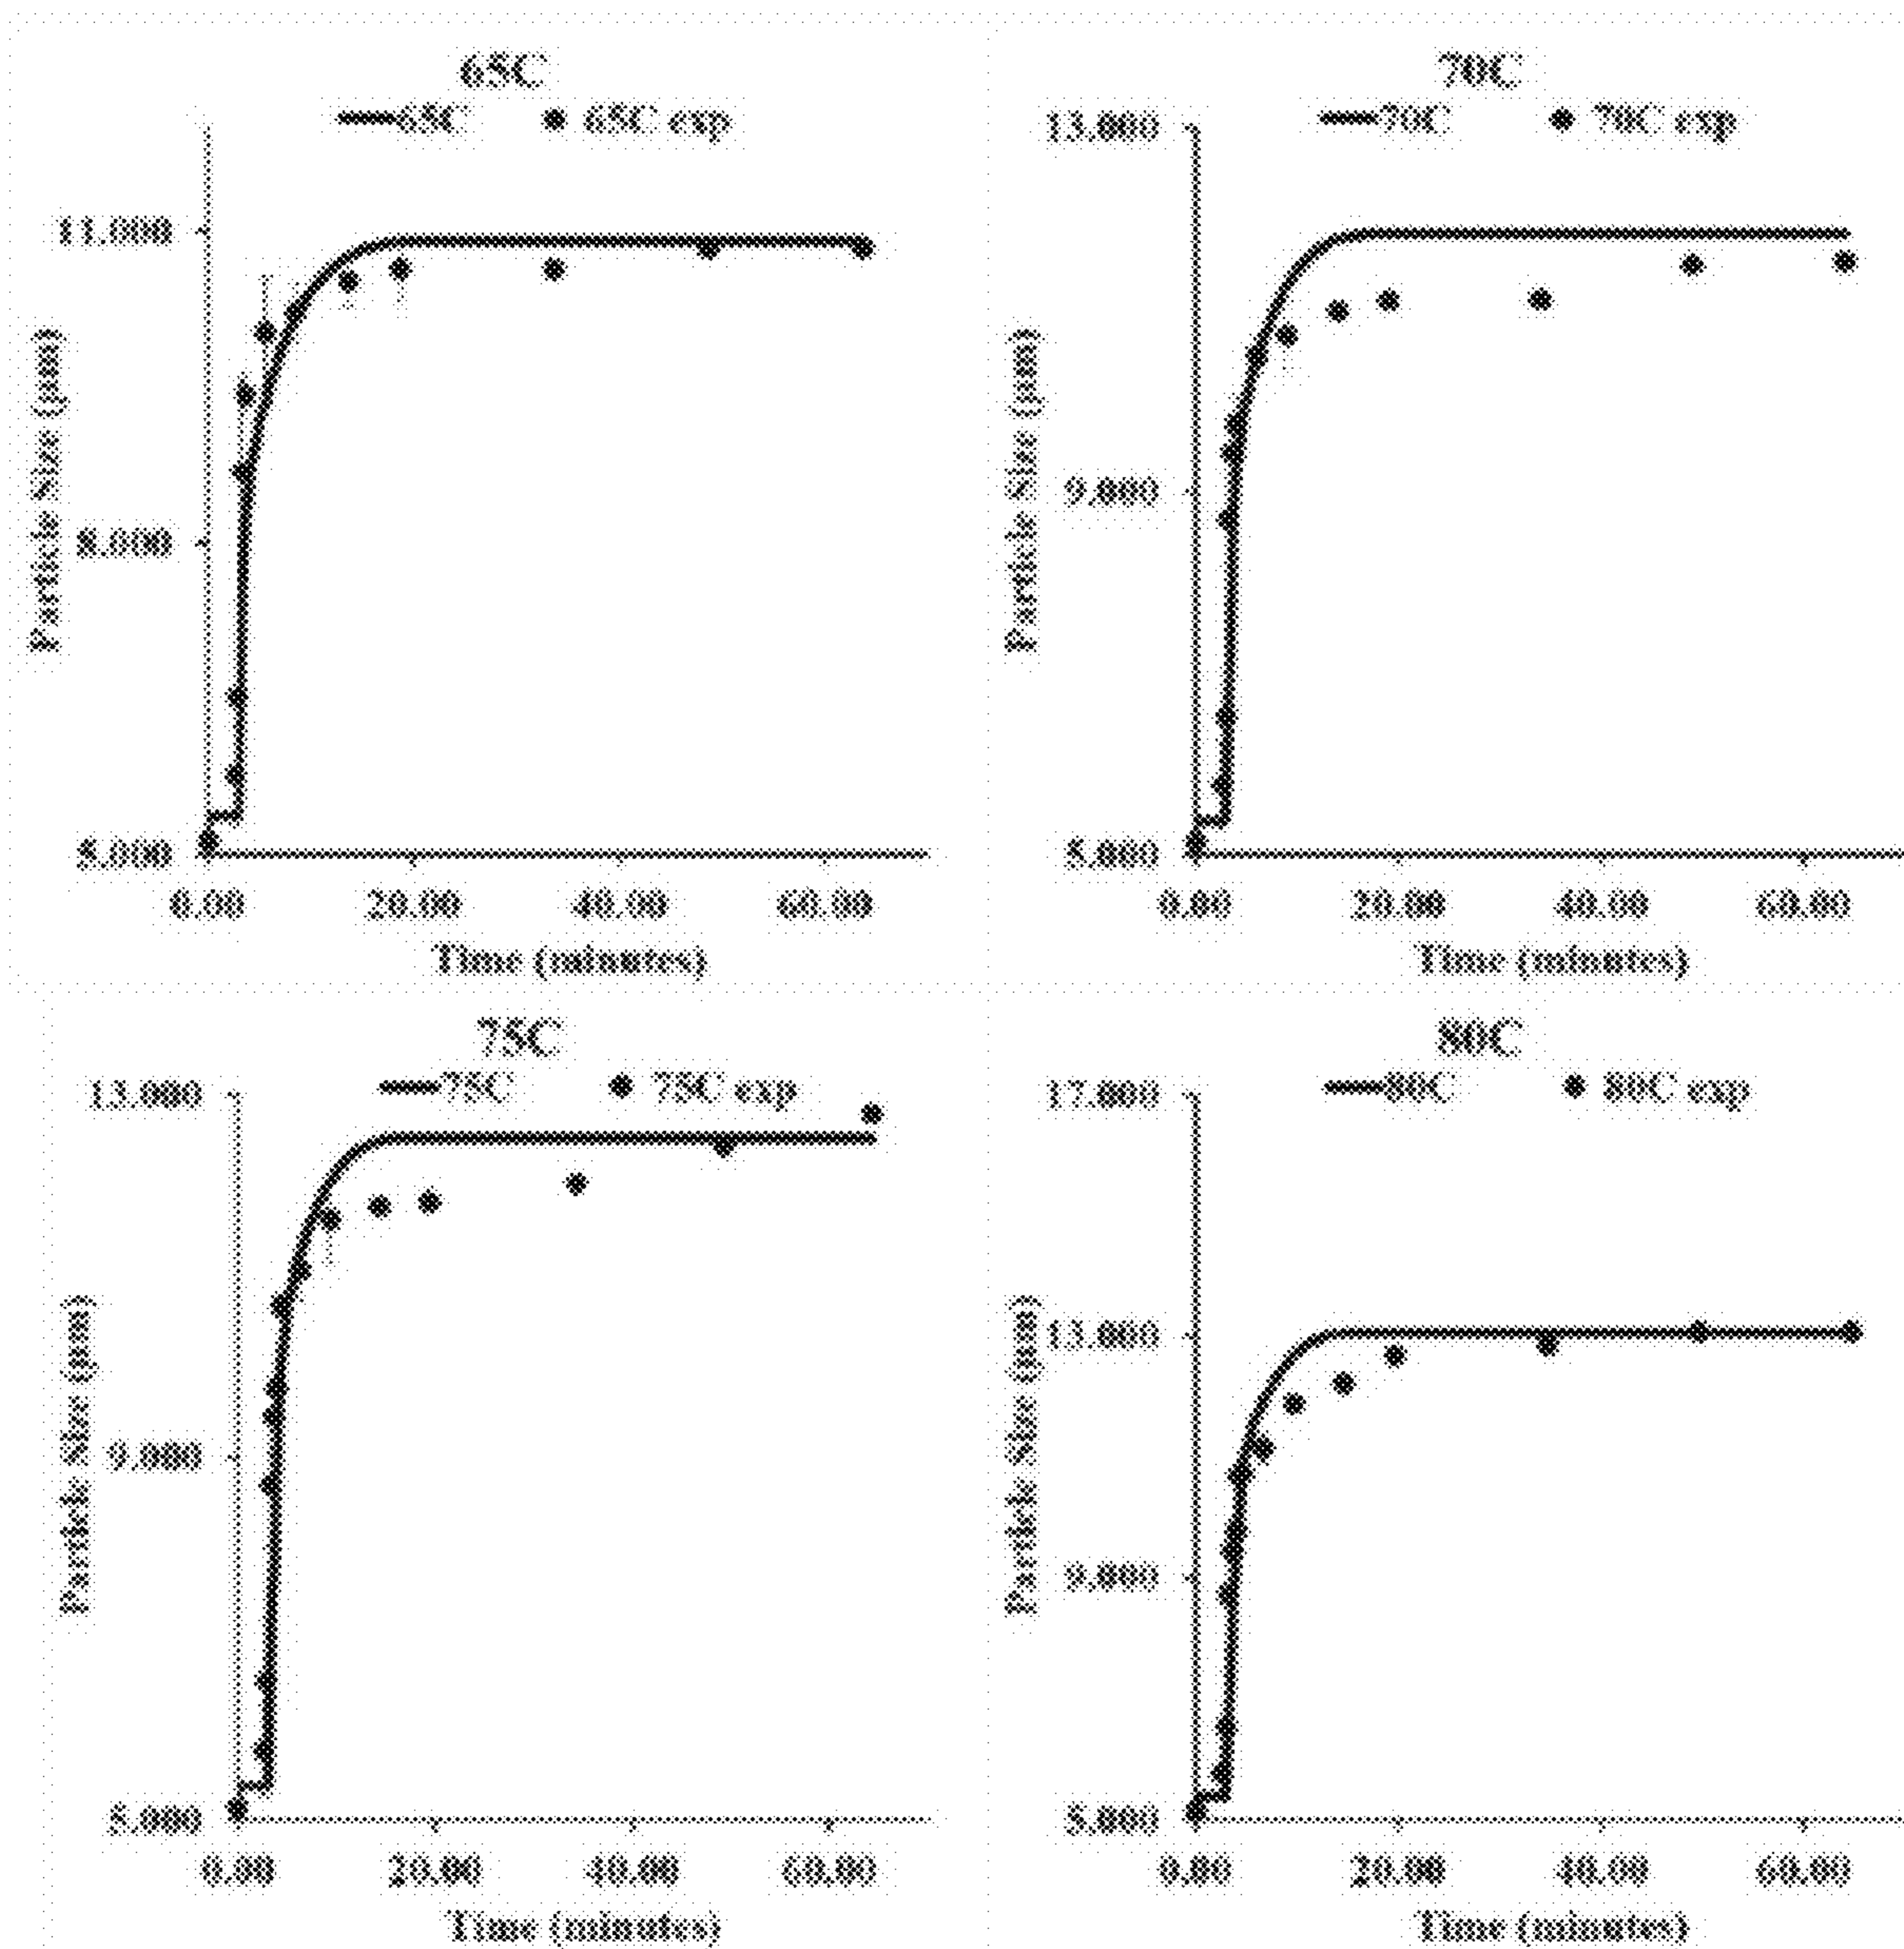 65C
65C 65C exp
11.000
8.000
5.000
0.00 20.00 40.00 60.00
Particle Size (µm)
Time (minutes)
70C
70C 70C exp
13.000
9.000
5.000
0.00 20.00 40.00 60.00
Particle Size (µm)
Time (minutes)
75C
75C 75C exp
13.000
9.000
5.000
0.00 20.00 40.00 60.00
Particle Size (µm)
Time (minutes)
80C
80C 80C exp
17.000
13.000
9.000
5.000
0.00 20.00 40.00 60.00
Particle Size (µm)
Time (minutes)